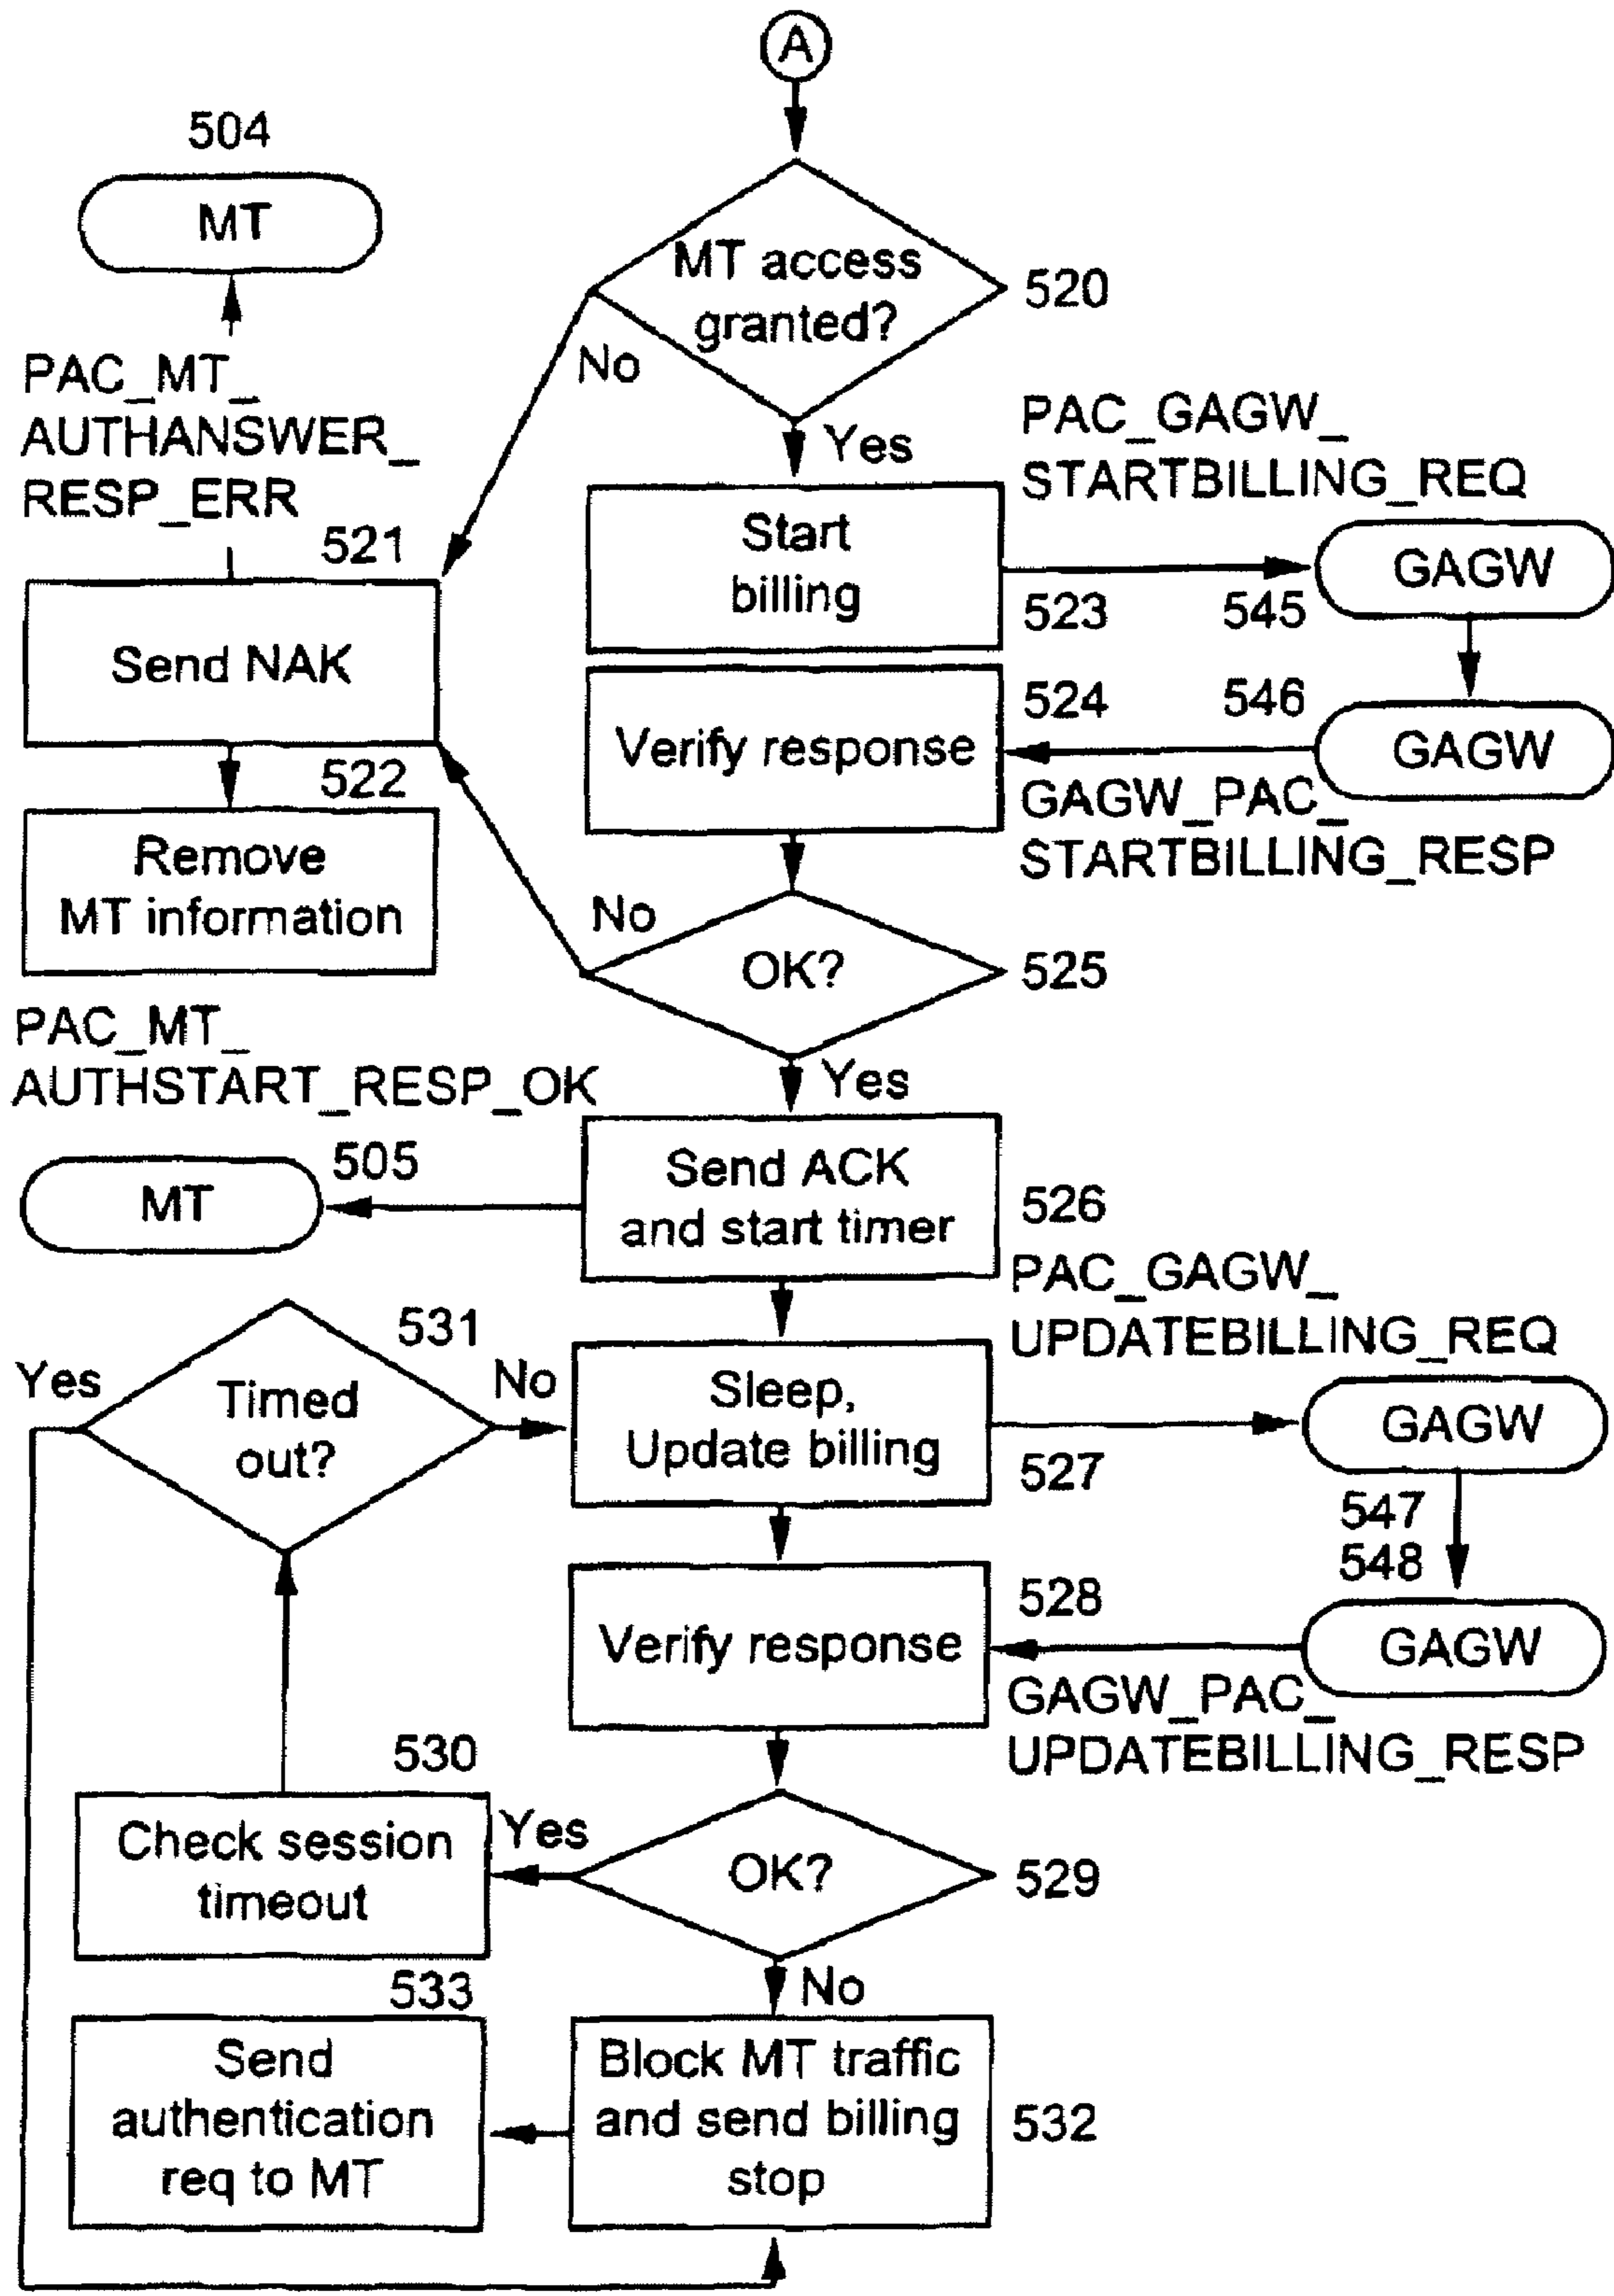 A
504
MT
MT access
granted?
520
No
PAC_MT_
AUTHANSWER_
RESP_ERR
Yes
PAC_GAGW_
STARTBILLING_REQ
521
Start
billing
523
545
GAGW
Send NAK
524
546
Verify response
GAGW
522
GAGW_PAC_
STARTBILLING_RESP
Remove
MT information
No
OK?
525
PAC_MT_
AUTHSTART_RESP_OK
Yes
505
MT
Send ACK
and start timer
526
PAC_GAGW_
UPDATEBILLING_REQ
531
Yes
Timed
out?
No
Sleep,
Update billing
527
GAGW
547
548
528
Verify response
GAGW
GAGW_PAC_
UPDATEBILLING_RESP
530
Check session
timeout
Yes
OK?
529
533
No
Send
authentication
req to MT
Block MT traffic
and send billing
stop
532